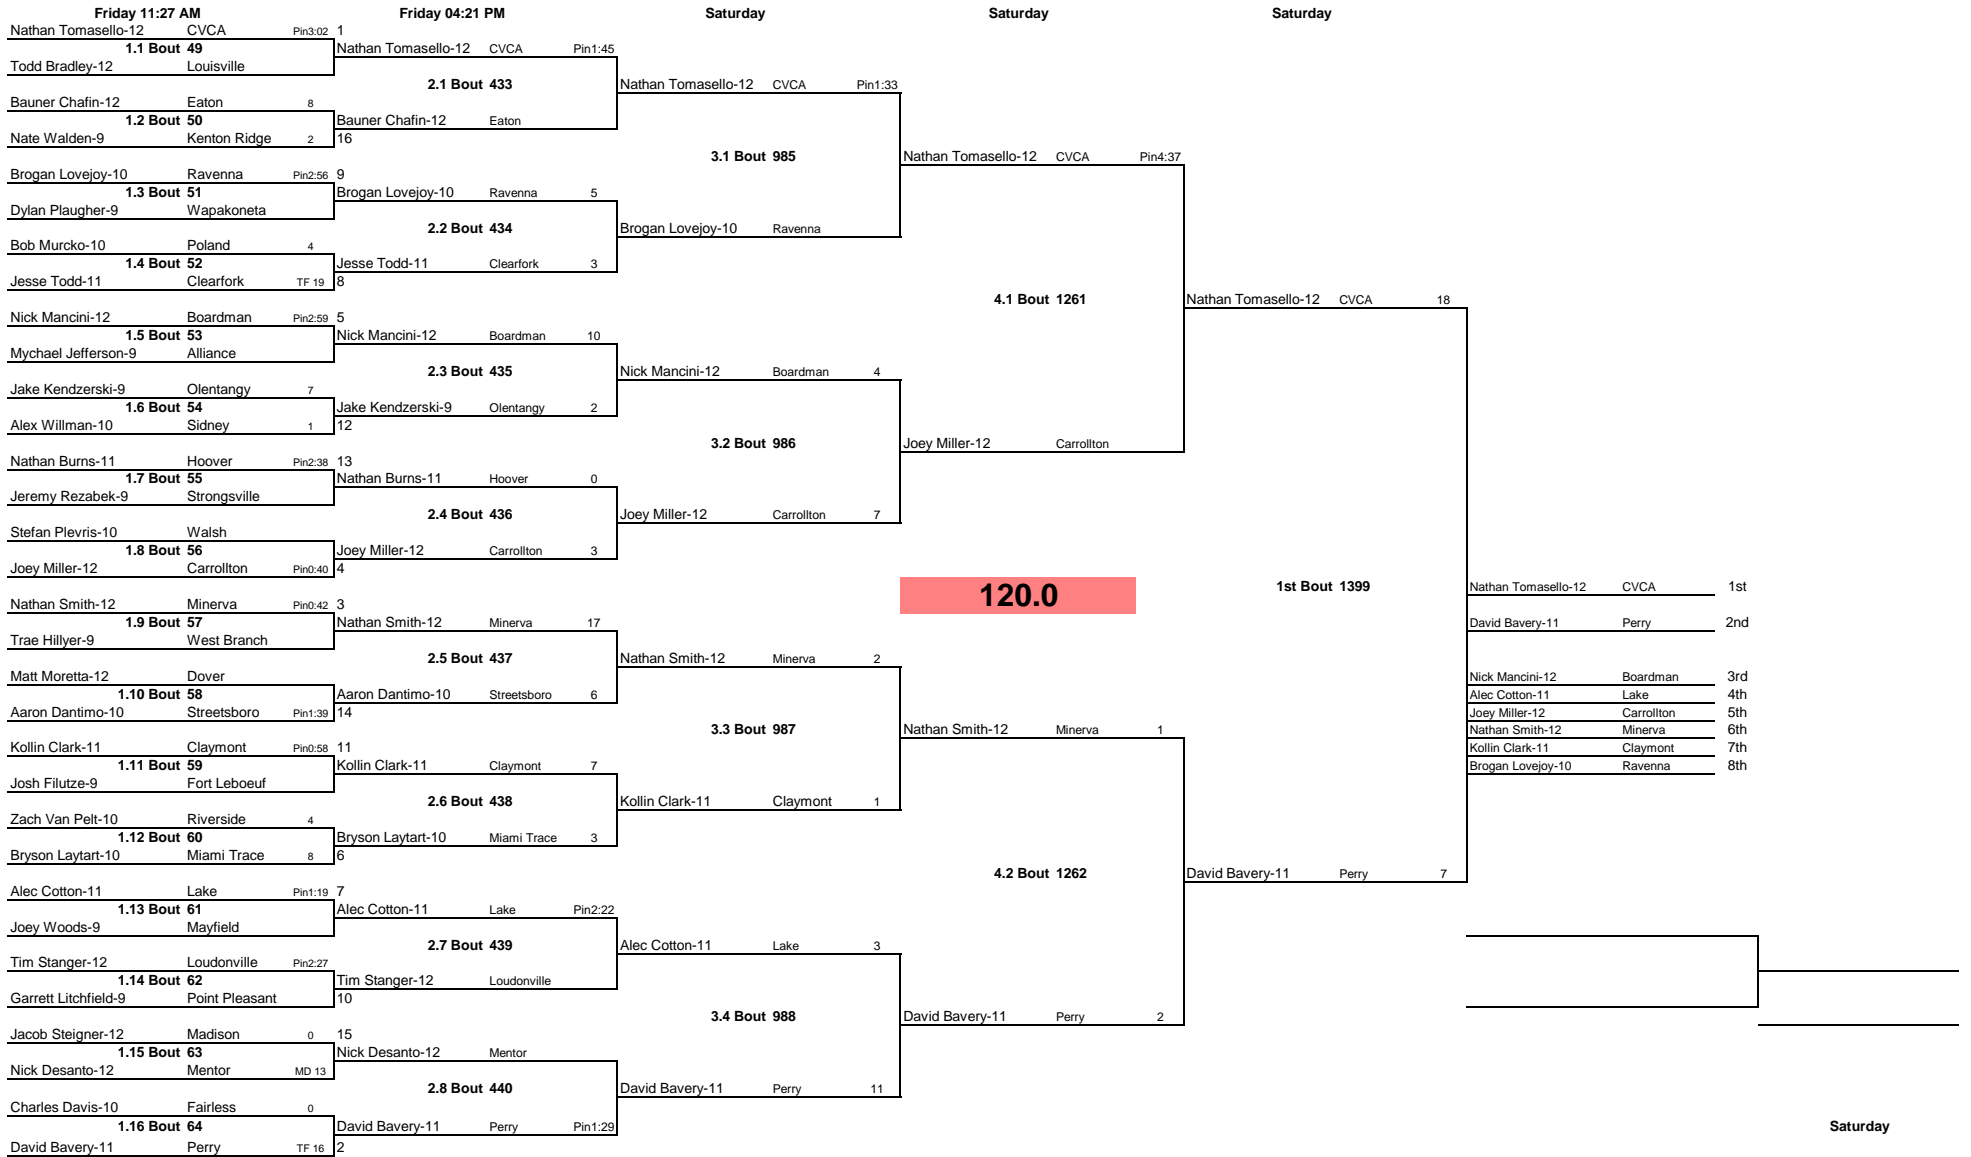 Friday 11:27 AM Friday 04:21 PM Saturday Saturday Saturday
Nathan Tomasello-12 CVCA Pin3:02 1
1.1 Bout 49
Todd Bradley-12 Louisville
Bauner Chafin-12 Eaton 8
1.2 Bout 50
Nate Walden-9 Kenton Ridge 2 16
Brogan Lovejoy-10 Ravenna Pin2:56 9
1.3 Bout 51
Dylan Plaugher-9 Wapakoneta
Bob Murcko-10 Poland 4
1.4 Bout 52
Jesse Todd-11 Clearfork TF 19 8
Nick Mancini-12 Boardman Pin2:59 5
1.5 Bout 53
Mychael Jefferson-9 Alliance
Jake Kendzerski-9 Olentangy 7
1.6 Bout 54
Alex Willman-10 Sidney 1 12
Nathan Burns-11 Hoover Pin2:38 13
1.7 Bout 55
Jeremy Rezabek-9 Strongsville
Stefan Plevris-10 Walsh
1.8 Bout 56
Joey Miller-12 Carrollton Pin0:40 4
Nathan Smith-12 Minerva Pin0:42 3
1.9 Bout 57
Trae Hillyer-9 West Branch
Matt Moretta-12 Dover
1.10 Bout 58
Aaron Dantimo-10 Streetsboro Pin1:39 14
Kollin Clark-11 Claymont Pin0:58 11
1.11 Bout 59
Josh Filutze-9 Fort Leboeuf
Zach Van Pelt-10 Riverside 4
1.12 Bout 60
Bryson Laytart-10 Miami Trace 8 6
Alec Cotton-11 Lake Pin1:19 7
1.13 Bout 61
Joey Woods-9 Mayfield
Tim Stanger-12 Loudonville Pin2:27
1.14 Bout 62
Garrett Litchfield-9 Point Pleasant 10
Jacob Steigner-12 Madison 0 15
1.15 Bout 63
Nick Desanto-12 Mentor MD 13
Charles Davis-10 Fairless 0
1.16 Bout 64
David Bavery-11 Perry TF 16 2
Nathan Tomasello-12 CVCA Pin1:45
2.1 Bout 433
Bauner Chafin-12 Eaton
Brogan Lovejoy-10 Ravenna 5
2.2 Bout 434
Jesse Todd-11 Clearfork 3
Nick Mancini-12 Boardman 10
2.3 Bout 435
Jake Kendzerski-9 Olentangy 2
Nathan Burns-11 Hoover 0
2.4 Bout 436
Joey Miller-12 Carrollton 3
Nathan Smith-12 Minerva 17
2.5 Bout 437
Aaron Dantimo-10 Streetsboro 6
Kollin Clark-11 Claymont 7
2.6 Bout 438
Bryson Laytart-10 Miami Trace 3
Alec Cotton-11 Lake Pin2:22
2.7 Bout 439
Tim Stanger-12 Loudonville
Nick Desanto-12 Mentor
2.8 Bout 440
David Bavery-11 Perry Pin1:29
Nathan Tomasello-12 CVCA Pin1:33
3.1 Bout 985
Brogan Lovejoy-10 Ravenna
Nick Mancini-12 Boardman 4
3.2 Bout 986
Joey Miller-12 Carrollton 7
Nathan Smith-12 Minerva 2
3.3 Bout 987
Kollin Clark-11 Claymont 1
Alec Cotton-11 Lake 3
3.4 Bout 988
David Bavery-11 Perry 11
Nathan Tomasello-12 CVCA Pin4:37
4.1 Bout 1261
Joey Miller-12 Carrollton
120.0
Nathan Smith-12 Minerva 1
4.2 Bout 1262
David Bavery-11 Perry 2
Nathan Tomasello-12 CVCA 18
1st Bout 1399
David Bavery-11 Perry 7
Nathan Tomasello-12 CVCA 1st
David Bavery-11 Perry 2nd
Nick Mancini-12 Boardman 3rd
Alec Cotton-11 Lake 4th
Joey Miller-12 Carrollton 5th
Nathan Smith-12 Minerva 6th
Kollin Clark-11 Claymont 7th
Brogan Lovejoy-10 Ravenna 8th
Saturday